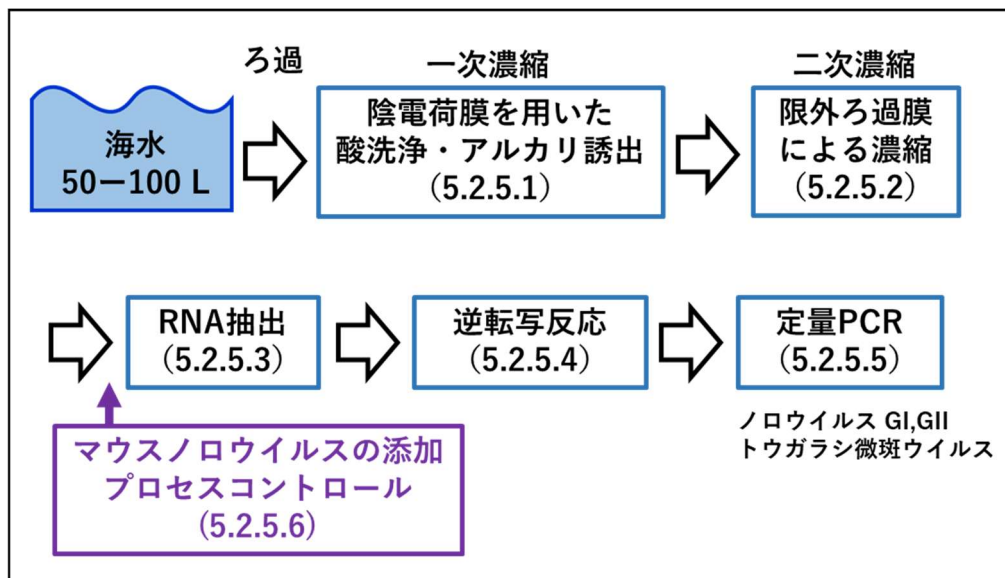 ろ過
一次濃縮
二次濃縮
海水
50ー100 L
陰電荷膜を用いた
酸洗浄・アルカリ誘出
(5.2.5.1)
限外ろ過膜
による濃縮
(5.2.5.2)
RNA抽出
(5.2.5.3)
逆転写反応
(5.2.5.4)
定量PCR
(5.2.5.5)
ノロウイルス GI,GII
トウガラシ微斑ウイルス
マウスノロウイルスの添加
プロセスコントロール
(5.2.5.6)